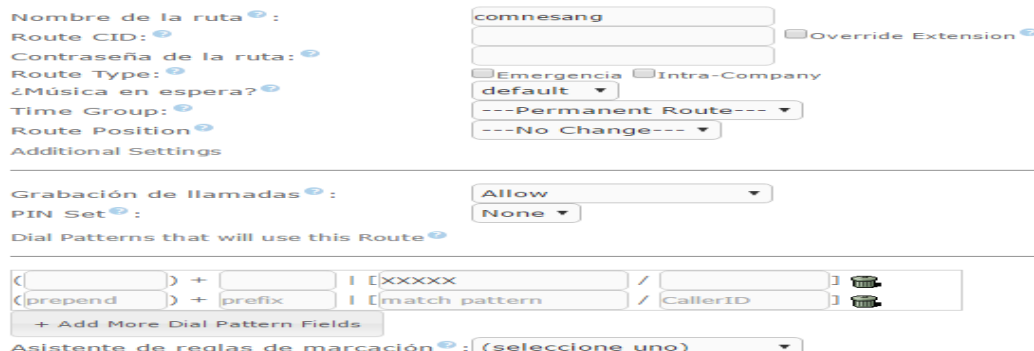 Nombre de la ruta? : comnesang
Route CID: ? Override Extension ?
Contraseña de la ruta: ?
Route Type: ? Emergencia Intra-Company
¿Música en espera? ? default
Time Group: ? ---Permanent Route---
Route Position ? ---No Change---
Additional Settings
Grabación de llamadas ? : Allow
PIN Set ? : None
Dial Patterns that will use this Route ?
( ) + | [XXXXX / ]
(prepend) + prefix | [match pattern / CallerID ]
+ Add More Dial Pattern Fields
Asistente de reglas de marcación ? : (seleccione uno)